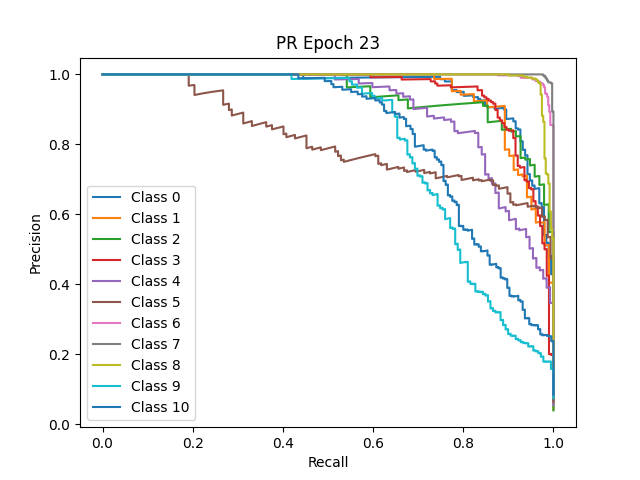 PR Epoch 23
Precision
1.0
0.8
0.6
0.4
0.2
0.0
Class 0
Class 1
Class 2
Class 3
Class 4
Class 5
Class 6
Class 7
Class 8
Class 9
Class 10
0.0 0.2 0.4 0.6 0.8 1.0
Recall